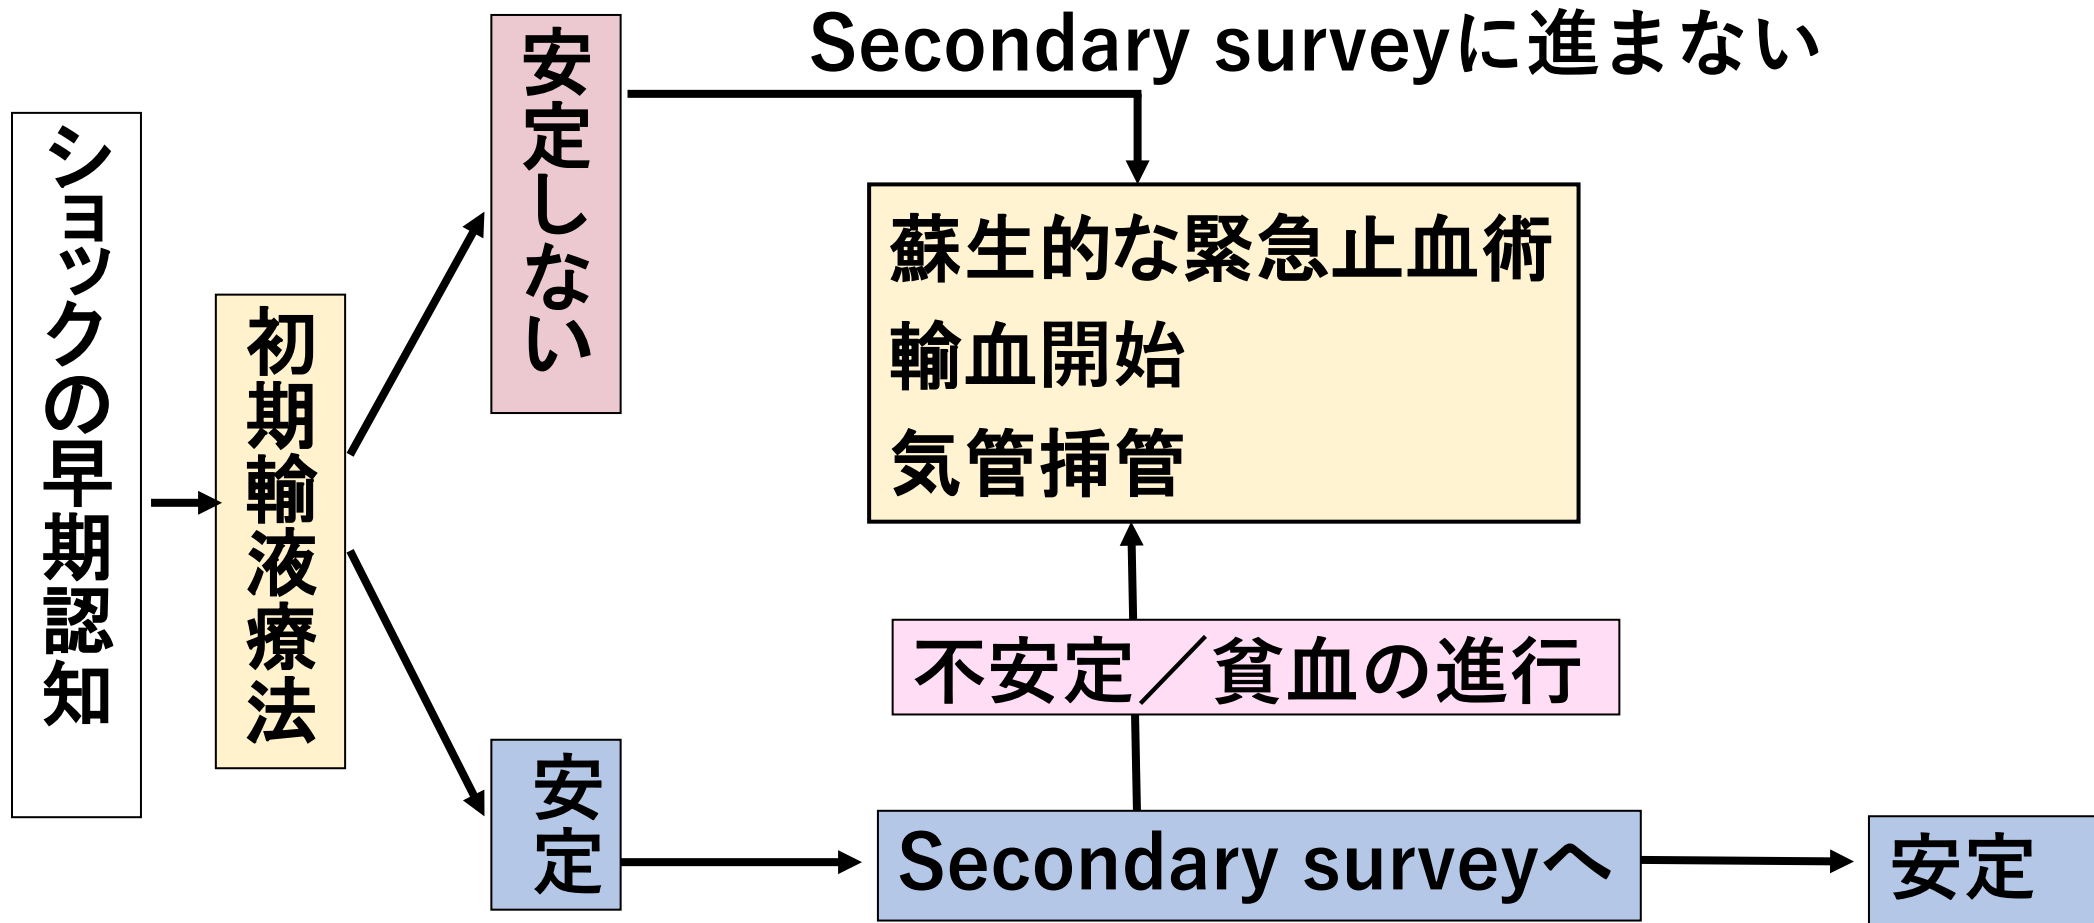 Secondary surveyに進まない
ショックの早期認知
初期輸液療法
安定しない
蘇生的な緊急止血術
輸血開始
気管挿管
不安定／貧血の進行
安定
Secondary surveyへ
安定